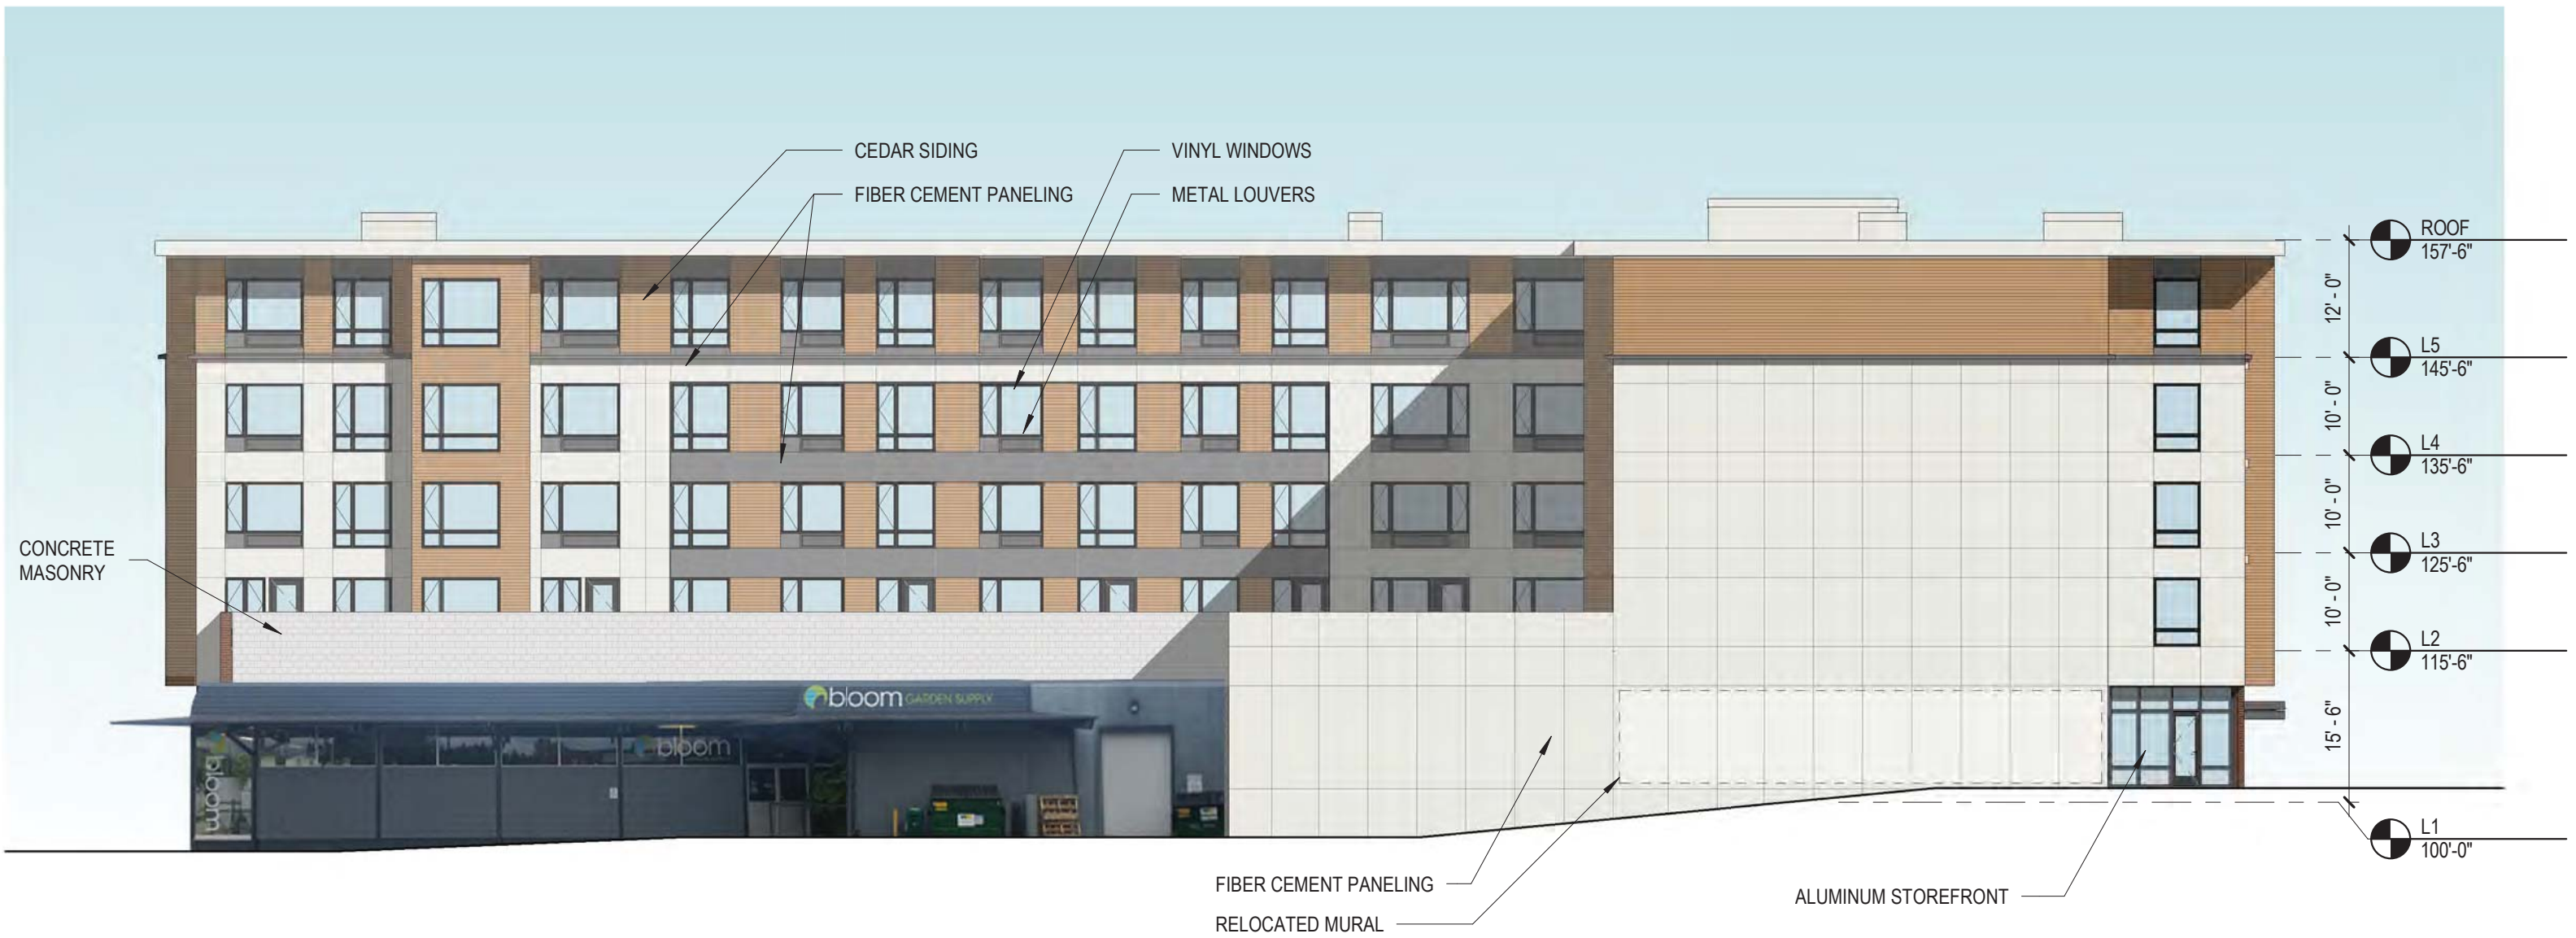 CEDAR SIDING
FIBER CEMENT PANELING
VINYL WINDOWS
METAL LOUVERS
CONCRETE
MASONRY
bloom GARDEN SUPPLY
bloom
bloom
FIBER CEMENT PANELING
RELOCATED MURAL
ALUMINUM STOREFRONT
ROOF
157'-6"
12' - 0"
L5
145'-6"
10' - 0"
L4
135'-6"
10' - 0"
L3
125'-6"
10' - 0"
L2
115'-6"
15' - 6"
L1
100'-0"